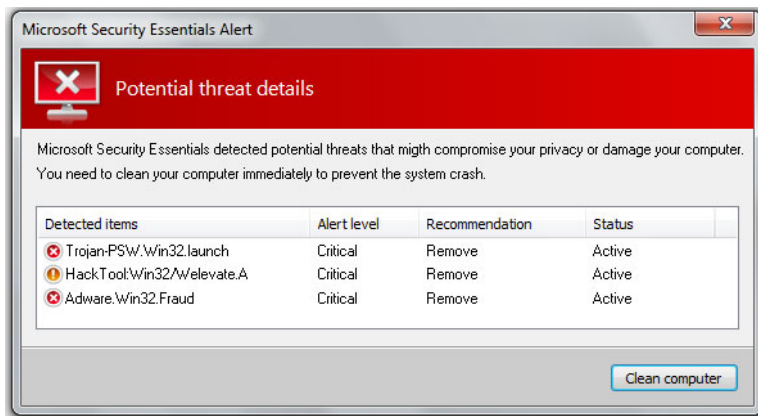 Microsoft Security Essentials Alert
Potential threat details
Microsoft Security Essentials detected potential threats that migth compromise your privacy or damage your computer.
You need to clean your computer immediately to prevent the system crash.
Detected items Alert level Recommendation Status
Trojan-PSW.Win32.launch Critical Remove Active
HackTool:Win32/Welevate.A Critical Remove Active
Adware.Win32.Fraud Critical Remove Active
Clean computer